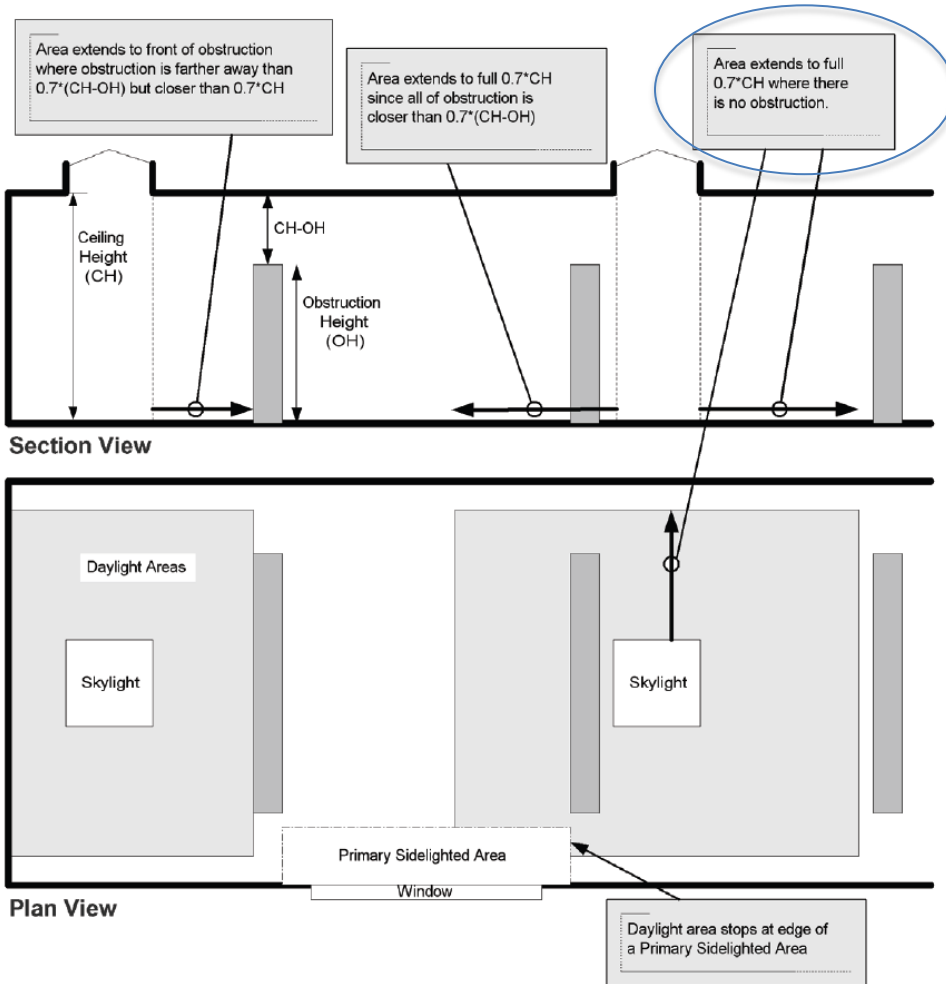 Area extends to front of obstruction
where obstruction is farther away than
0.7*(CH-OH) but closer than 0.7*CH
Area extends to full 0.7*CH
since all of obstruction is
closer than 0.7*(CH-OH)
Area extends to full
0.7*CH where there
is no obstruction.
Ceiling
Height
(CH)
CH-OH
Obstruction
Height
(OH)
Section View
Daylight Areas
Skylight
Skylight
Primary Sidelighted Area
Window
Plan View
Daylight area stops at edge of
a Primary Sidelighted Area